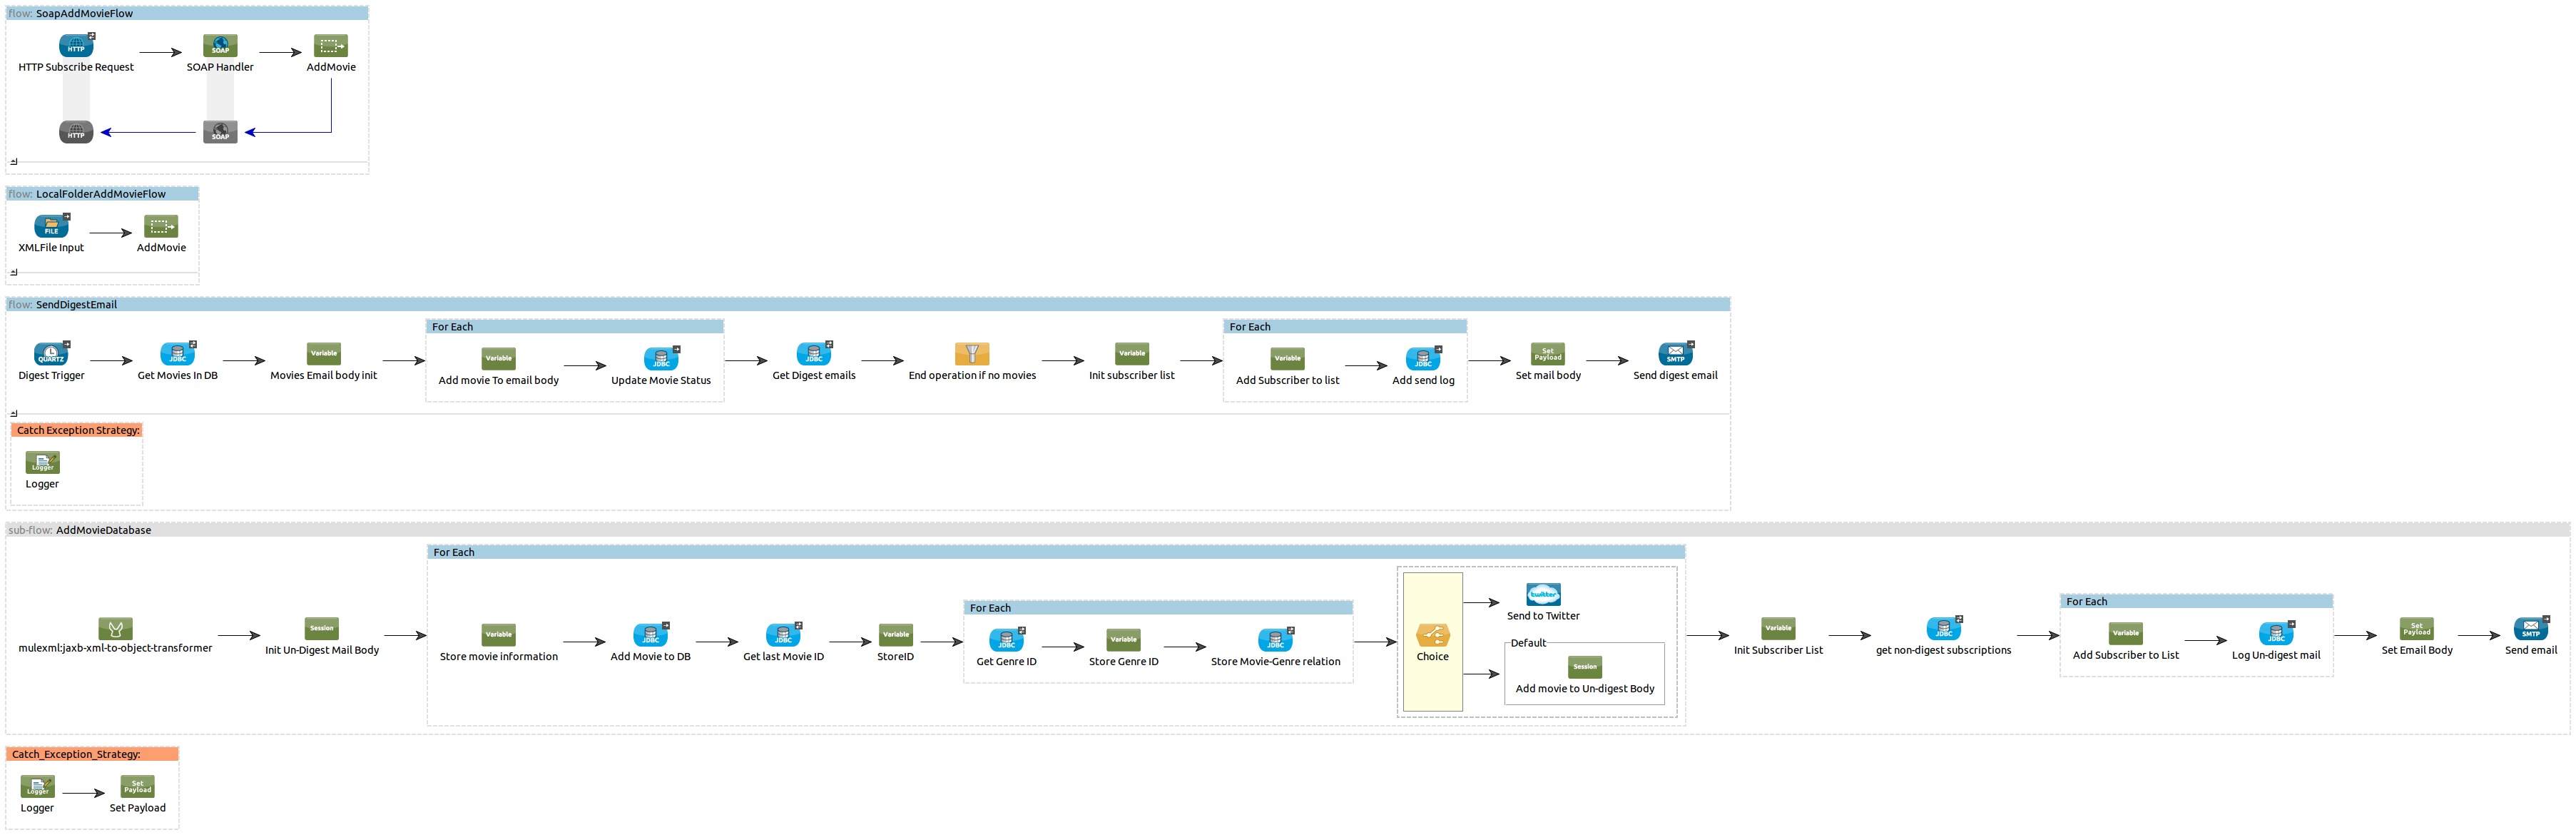 flow: SoapAddMovieFlow
HTTP
SOAP
HTTP Subscribe Request
SOAP Handler
AddMovie
HTTP
SOAP
flow: LocalFolderAddMovieFlow
FILE
XMLFile Input
AddMovie
flow: SendDigestEmail
For Each
For Each
QUARTZ
JDBC
Variable
Variable
JDBC
JDBC
Variable
Variable
JDBC
Set Payload
SMTP
Digest Trigger
Get Movies In DB
Movies Email body init
Add movie To email body
Update Movie Status
Get Digest emails
End operation if no movies
Init subscriber list
Add Subscriber to list
Add send log
Set mail body
Send digest email
Catch Exception Strategy:
Logger
Logger
sub-flow: AddMovieDatabase
For Each
For Each
For Each
twitter
Send to Twitter
Session
Variable
JDBC
JDBC
Variable
JDBC
Variable
JDBC
Variable
JDBC
Variable
JDBC
Set Payload
SMTP
mulexml:jaxb-xml-to-object-transformer
Init Un-Digest Mail Body
Store movie information
Add Movie to DB
Get last Movie ID
StoreID
Get Genre ID
Store Genre ID
Store Movie-Genre relation
Choice
Default
Session
Add movie to Un-digest Body
Init Subscriber List
get non-digest subscriptions
Add Subscriber to List
Log Un-digest mail
Set Email Body
Send email
Catch_Exception_Strategy:
Logger
Set Payload
Logger
Set Payload